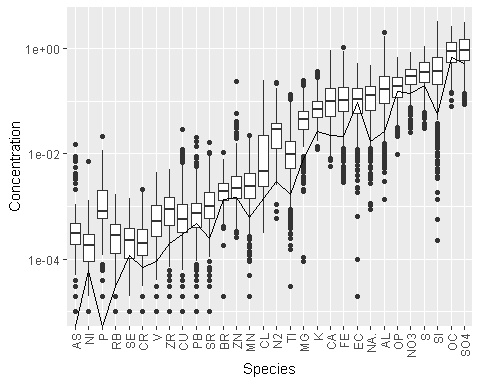 Concentration
1e+00
1e-02
1e-04
AS NI P RB SE CR V ZR CU PB SR BR ZN MN CL N2 TI MG K CA FE EC NA AL OP NO3 S SI OC SO4
Species